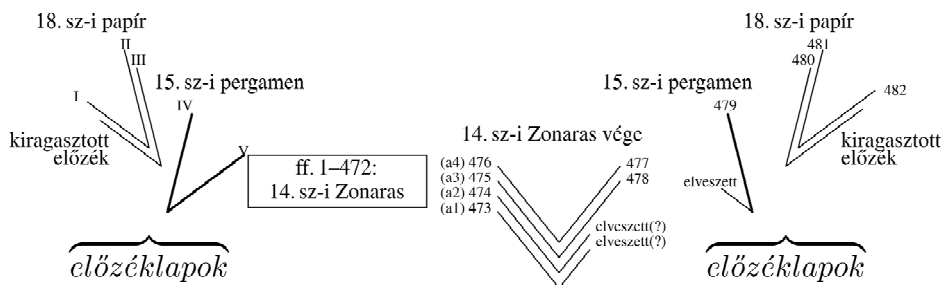 18. sz-i papír
II
III
I
15. sz-i pergamen
IV
kiragasztott
előzék
V
ff. 1–472:
14. sz-i Zonaras
előzéklapok
14. sz-i Zonaras vége
(a4) 476
(a3) 475
(a2) 474
(a1) 473
477
478
elveszett(?)
elveszett(?)
18. sz-i papír
481
480
482
15. sz-i pergamen
479
kiragasztott
előzék
elveszett
előzéklapok